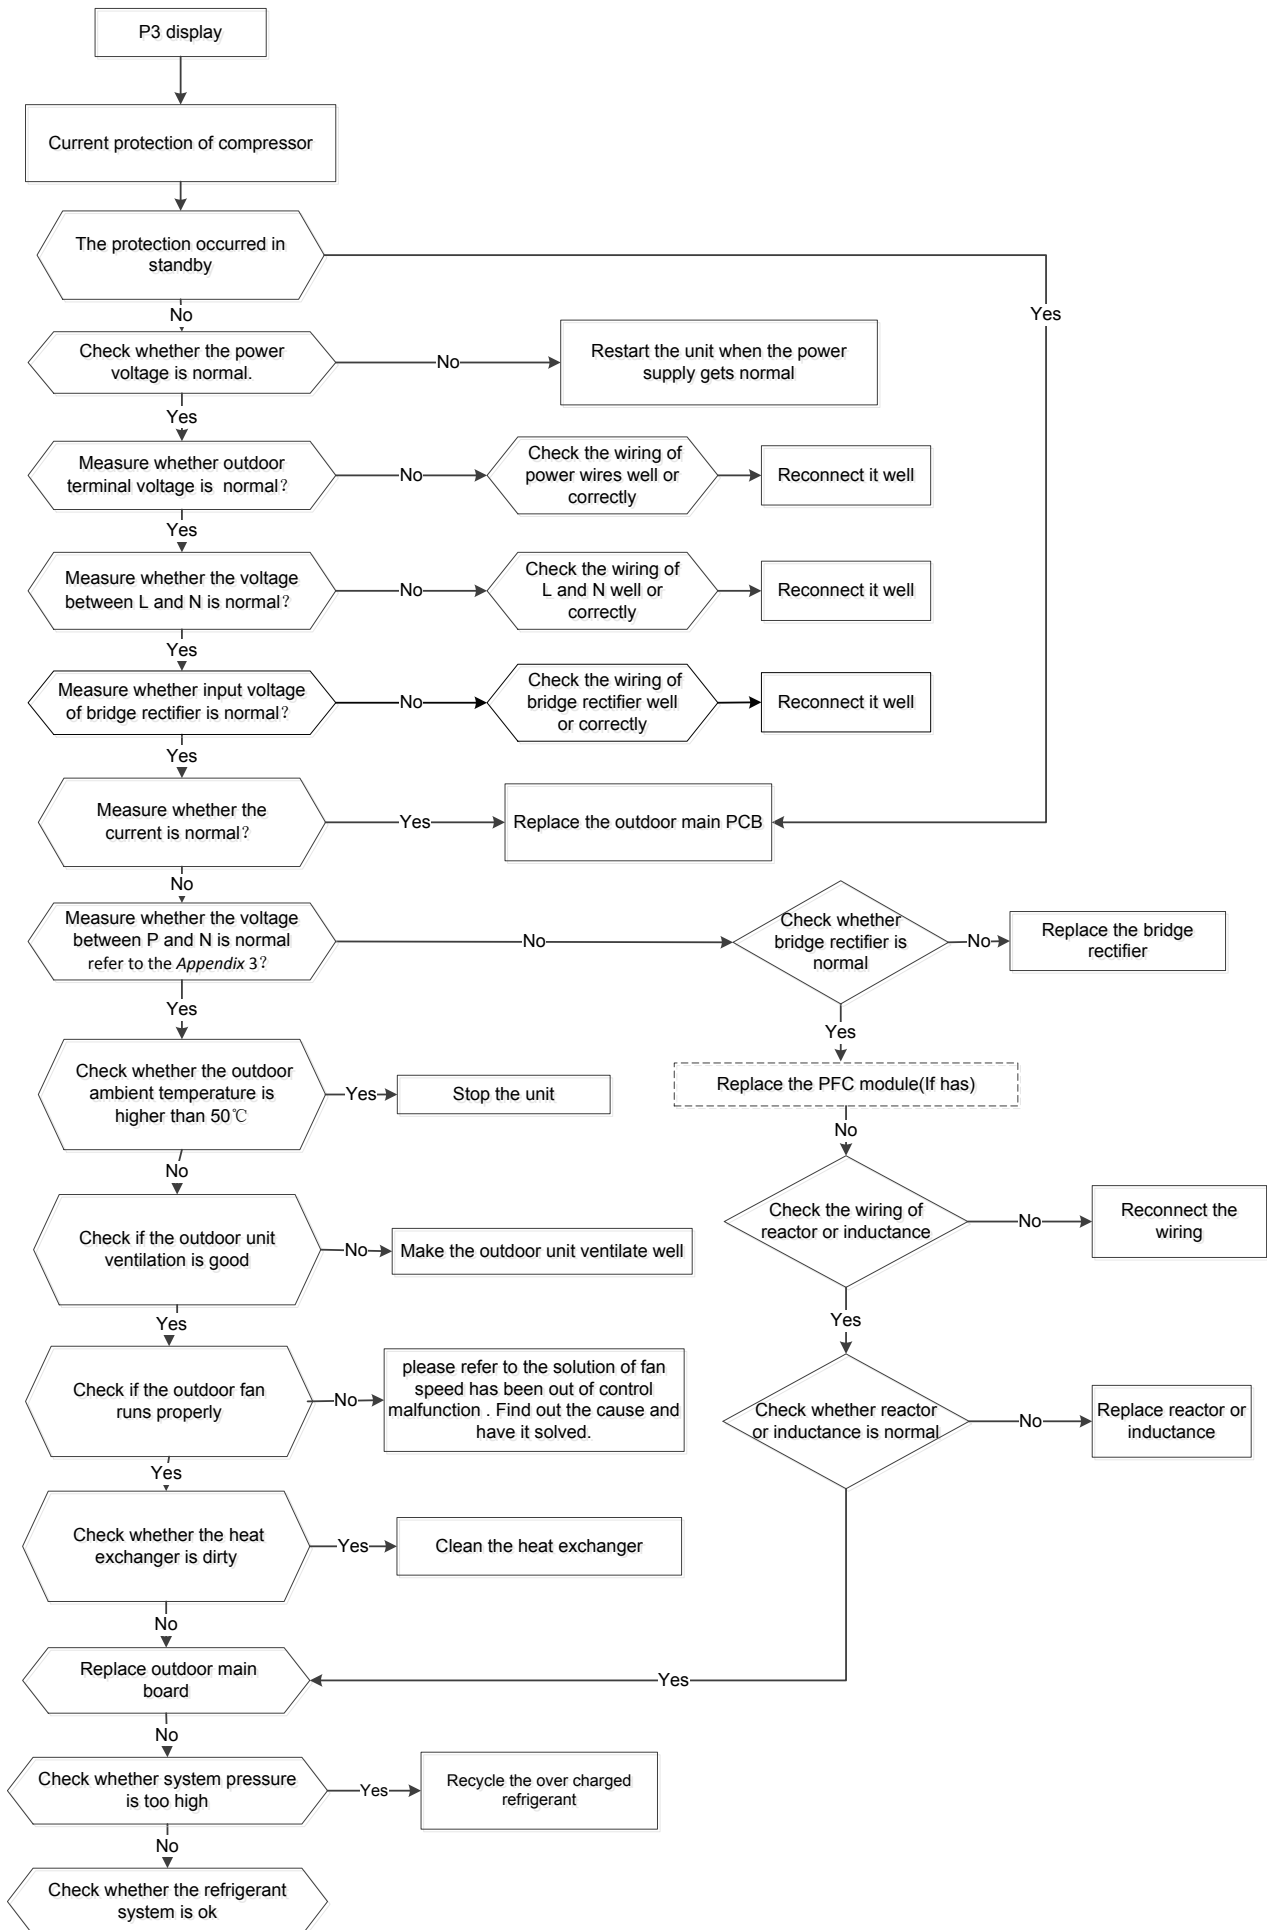 P3 display
Current protection of compressor
The protection occurred in
standby
Yes
No
Check whether the power
voltage is normal.
No
Restart the unit when the power
supply gets normal
Yes
Measure whether outdoor
terminal voltage is normal?
No
Check the wiring of
power wires well or
correctly
Reconnect it well
Yes
Measure whether the voltage
between L and N is normal?
No
Check the wiring of
L and N well or
correctly
Reconnect it well
Yes
Measure whether input voltage
of bridge rectifier is normal?
No
Check the wiring of
bridge rectifier well
or correctly
Reconnect it well
Yes
Measure whether the
current is normal?
Yes
Replace the outdoor main PCB
No
Measure whether the voltage
between P and N is normal
refer to the Appendix 3?
No
Check whether
bridge rectifier is
normal
No
Replace the bridge
rectifier
Yes
Yes
Check whether the outdoor
ambient temperature is
higher than 50℃
Yes
Stop the unit
Replace the PFC module(If has)
No
No
Check if the outdoor unit
ventilation is good
No
Make the outdoor unit ventilate well
Check the wiring of
reactor or inductance
No
Reconnect the
wiring
Yes
Yes
Check if the outdoor fan
runs properly
No
please refer to the solution of fan
speed has been out of control
malfunction . Find out the cause and
have it solved.
Check whether reactor
or inductance is normal
No
Replace reactor or
inductance
Yes
Check whether the heat
exchanger is dirty
Yes
Clean the heat exchanger
No
Replace outdoor main
board
Yes
No
Check whether system pressure
is too high
Yes
Recycle the over charged
refrigerant
No
Check whether the refrigerant
system is ok